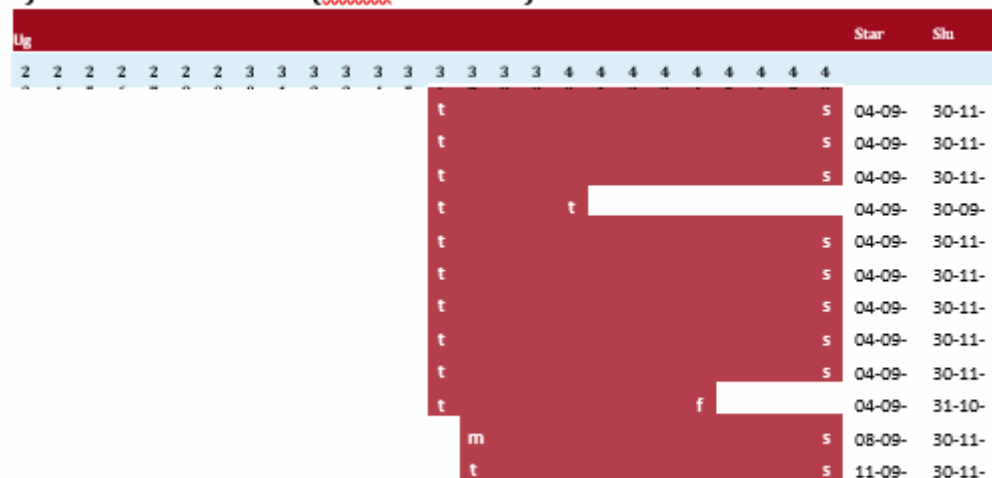 Ug Star Slu
2 2 2 2 2 2 2 3 3 3 3 3 3 3 3 3 3 4 4 4 4 4 4 4 4 4
t s 04-09- 30-11-
t s 04-09- 30-11-
t s 04-09- 30-11-
t t 04-09- 30-09-
t s 04-09- 30-11-
t s 04-09- 30-11-
t s 04-09- 30-11-
t s 04-09- 30-11-
t s 04-09- 30-11-
t f 04-09- 31-10-
m s 08-09- 30-11-
t s 11-09- 30-11-